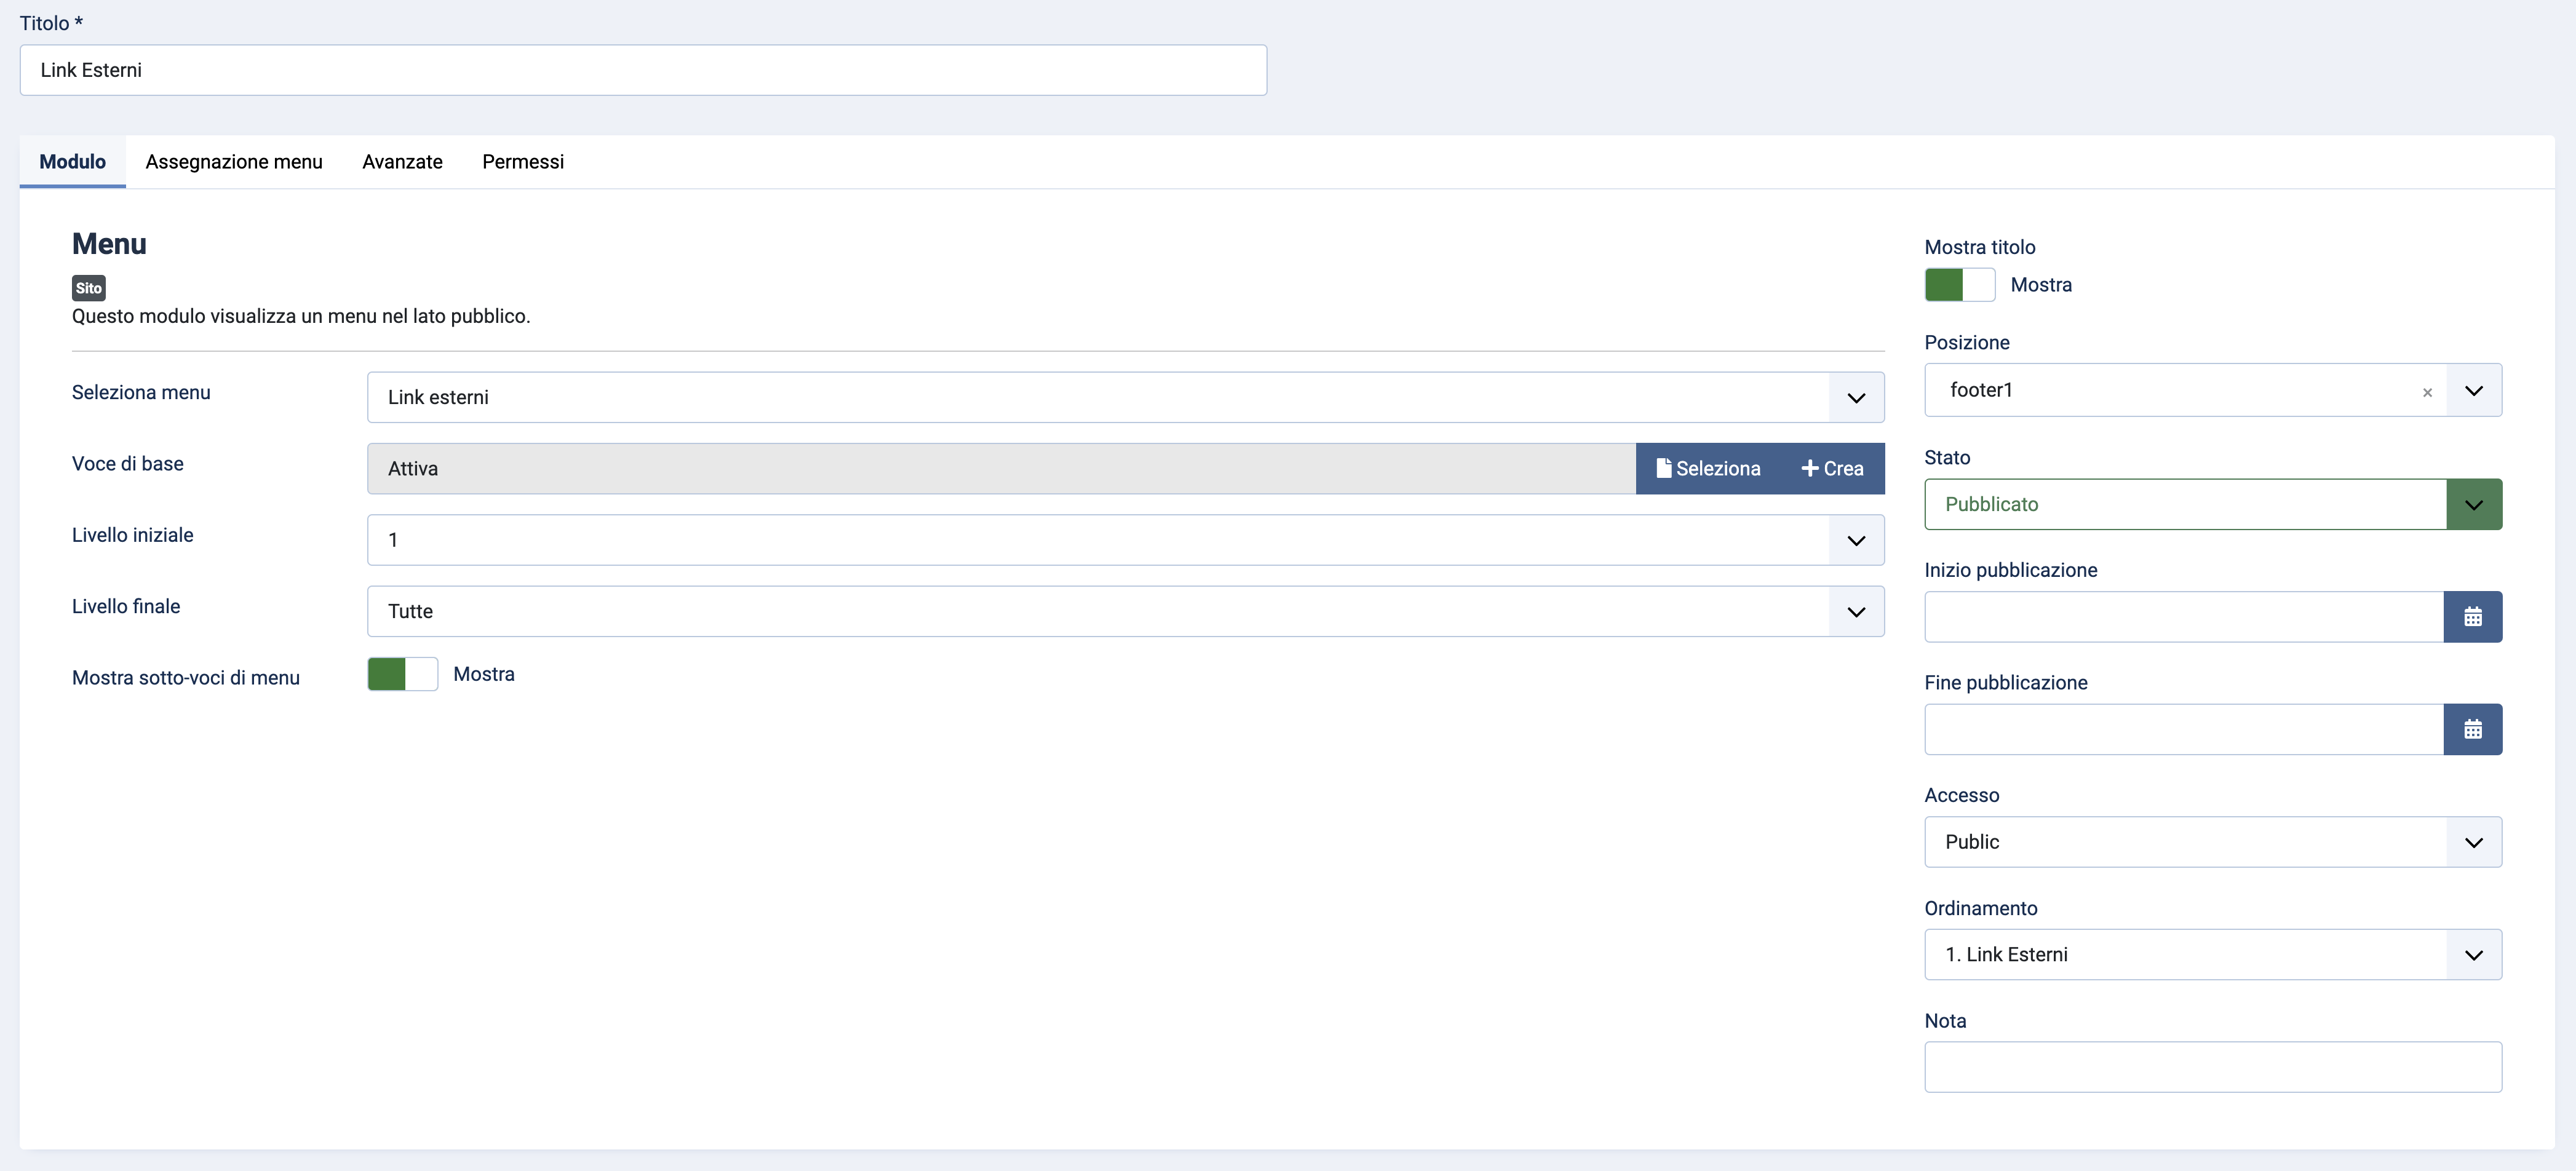 Titolo *
Link Esterni
Modulo
Assegnazione menu
Avanzate
Permessi
Menu
Sito
Questo modulo visualizza un menu nel lato pubblico.
Seleziona menu
Link esterni
Voce di base
Attiva
Seleziona
Crea
Livello iniziale
1
Livello finale
Tutte
Mostra sotto-voci di menu
Mostra
Mostra titolo
Mostra
Posizione
footer1
×
Stato
Pubblicato
Inizio pubblicazione
Fine pubblicazione
Accesso
Public
Ordinamento
1. Link Esterni
Nota